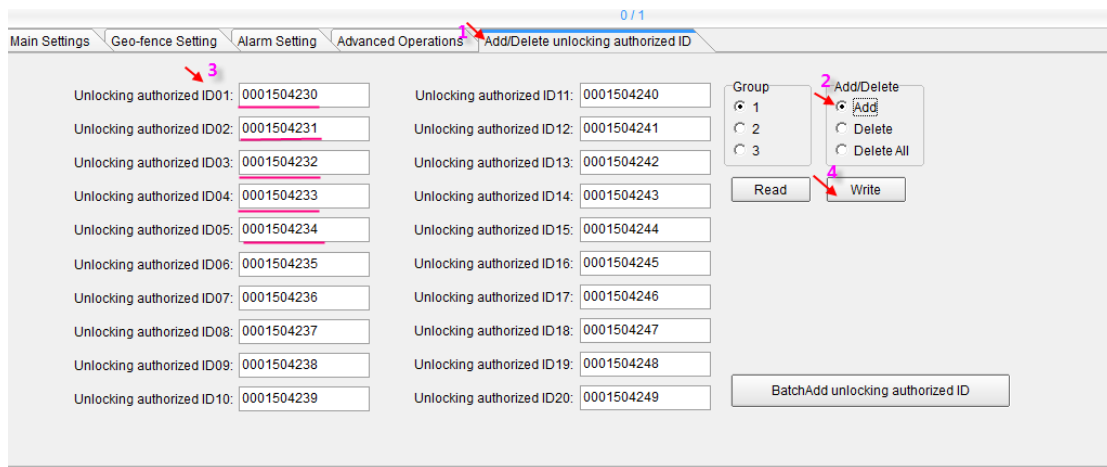 0 / 1
Main Settings Geo-fence Setting Alarm Setting Advanced Operations 1 Add/Delete unlocking authorized ID
3
Unlocking authorized ID01: 0001504230
Unlocking authorized ID02: 0001504231
Unlocking authorized ID03: 0001504232
Unlocking authorized ID04: 0001504233
Unlocking authorized ID05: 0001504234
Unlocking authorized ID06: 0001504235
Unlocking authorized ID07: 0001504236
Unlocking authorized ID08: 0001504237
Unlocking authorized ID09: 0001504238
Unlocking authorized ID10: 0001504239
Unlocking authorized ID11: 0001504240
Unlocking authorized ID12: 0001504241
Unlocking authorized ID13: 0001504242
Unlocking authorized ID14: 0001504243
Unlocking authorized ID15: 0001504244
Unlocking authorized ID16: 0001504245
Unlocking authorized ID17: 0001504246
Unlocking authorized ID18: 0001504247
Unlocking authorized ID19: 0001504248
Unlocking authorized ID20: 0001504249
Group
1
2
3
2 Add/Delete
Add
Delete
Delete All
Read
4
Write
BatchAdd unlocking authorized ID